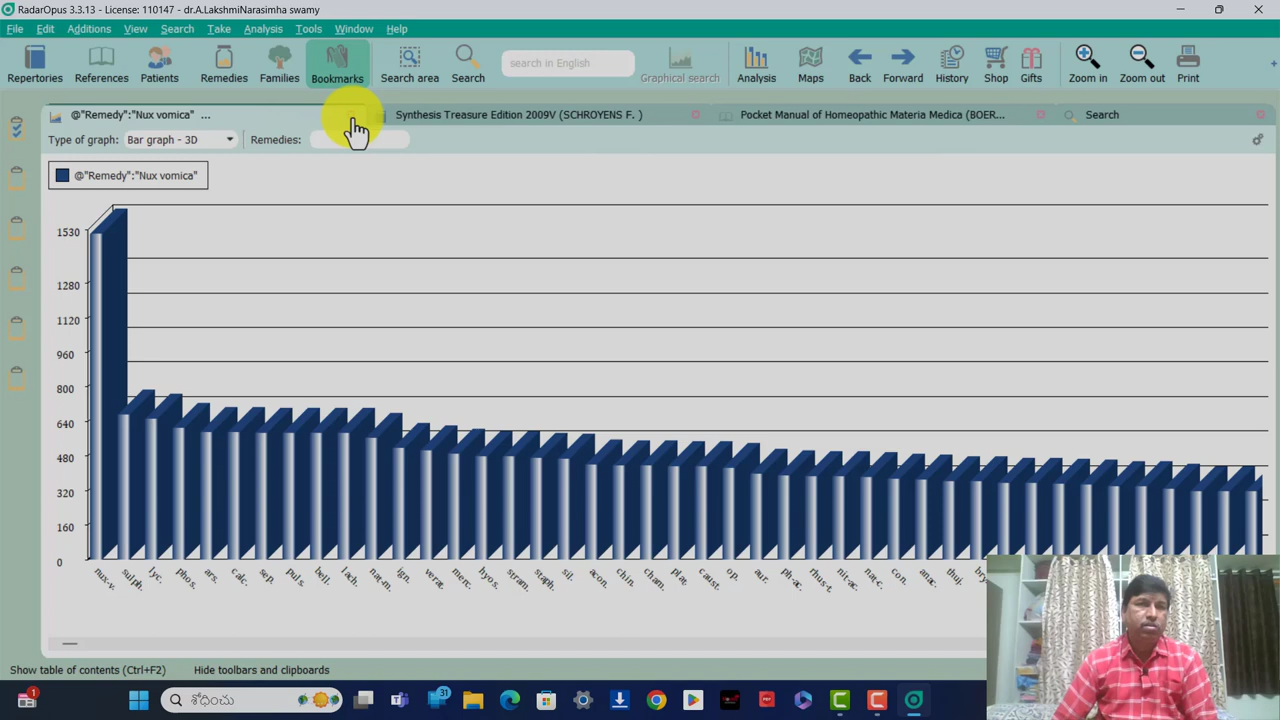 RadarOpus 3.3.13 - License: 110147 - dr.A.LakshmiNarasimha swamy
File Edit Additions View Search Take Analysis Tools Window Help
Repertories References Patients Remedies Families Bookmarks Search area Search search in English Graphical search Analysis Maps Back Forward History Shop Gifts Zoom in Zoom out Print
@"Remedy":"Nux vomica" ... Synthesis Treasure Edition 2009V (SCHROYENS F. ) Pocket Manual of Homeopathic Materia Medica (BOER... Search
Type of graph: Bar graph - 3D Remedies:
@"Remedy":"Nux vomica"
1530
1280
1120
960
800
640
480
320
160
0
nux-v. sulph. lyc. phos. ars. calc. sep. puls. bell. lach. nat-m. ign. verat. merc. hyos. stram. staph. sil. acon. chin. cham. plat. caust. op. aur. ph-ac. rhus-t. nit-ac. nat-c. con. anac. thuj. bry
Show table of contents (Ctrl+F2) Hide toolbars and clipboards
1 శోధించు 31